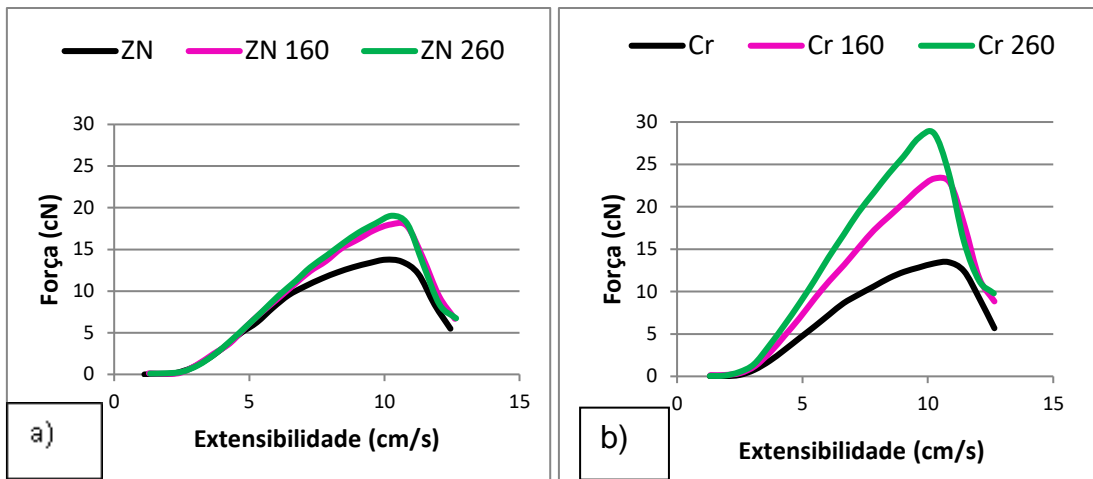 ZN ZN 160 ZN 260
30
25
20
15
10
5
0
Força (cN)
0 5 10 15
Extensibilidade (cm/s)
a)
Cr Cr 160 Cr 260
30
25
20
15
10
5
0
Força (cN)
0 5 10 15
Extensibilidade (cm/s)
b)